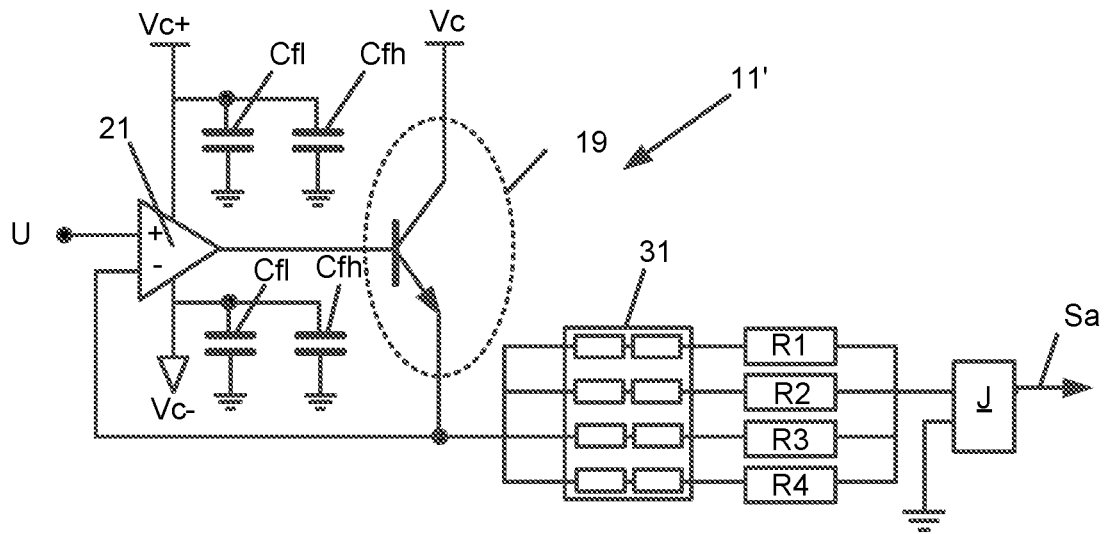 Vc+
Cfl
Cfh
Vc
11'
21
19
U
+
-
Cfl
Cfh
31
Sa
Vc-
R1
R2
R3
R4
J